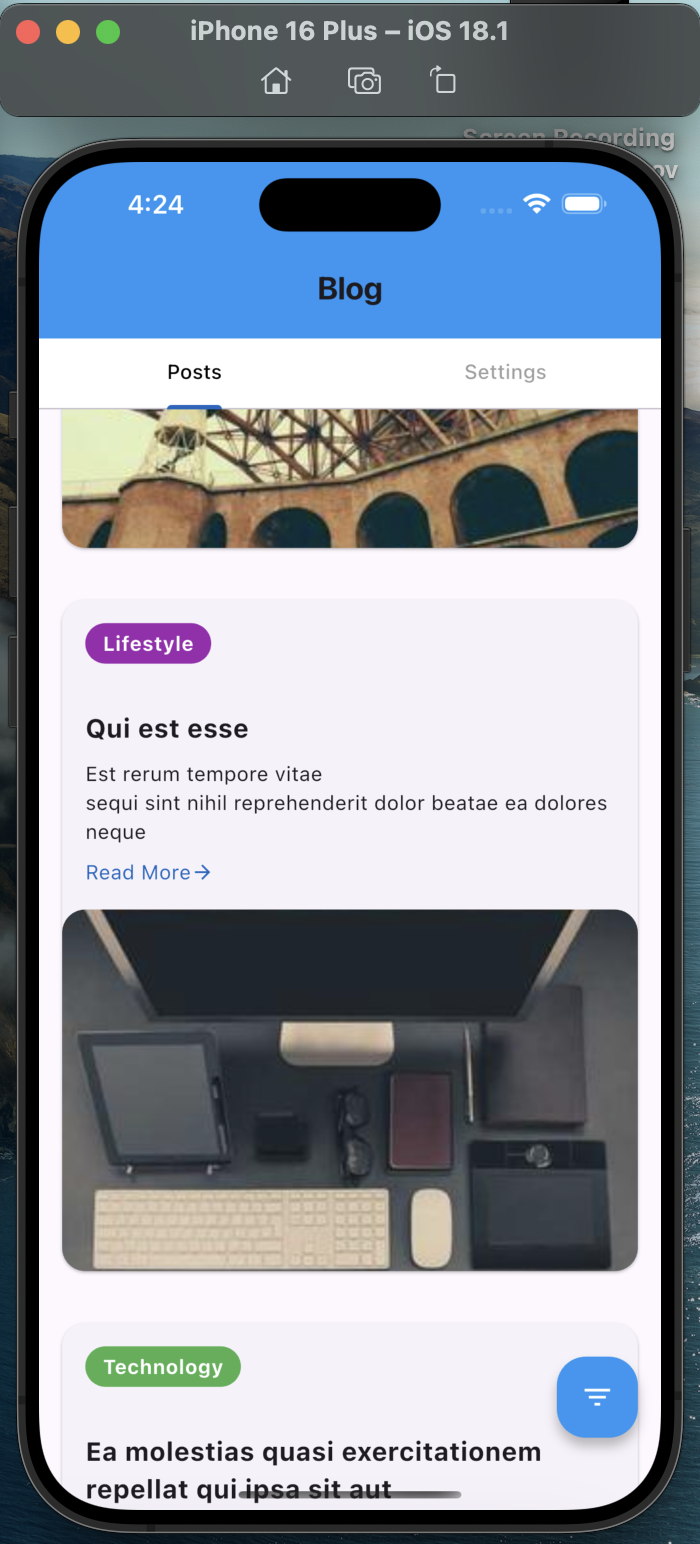 iPhone 16 Plus – iOS 18.1
Screen Recording
ov
4:24
Blog
Posts
Settings
Lifestyle
Qui est esse
Est rerum tempore vitae
sequi sint nihil reprehenderit dolor beatae ea dolores
neque
Read More→
Technology
Ea molestias quasi exercitationem
repellat qui ipsa sit aut